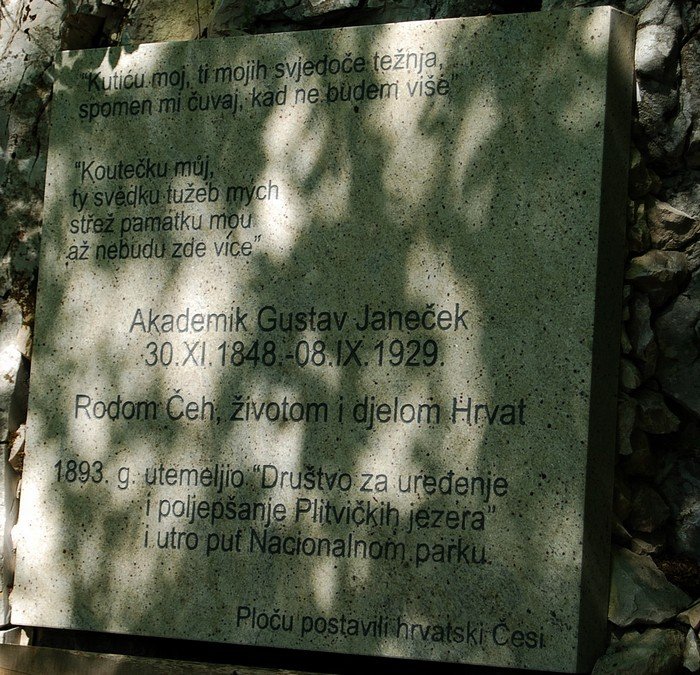 "Kutiću moj, ti mojih svjedoče težnja,
spomen mi čuvaj, kad ne budem više"
"Koutečku můj,
ty svědku tužeb mých
střež památku mou
až nebudu zde více"
Akademik Gustav Janeček
30.XI.1848.-08.IX.1929.
Rodom Čeh, životom i djelom Hrvat
1893. g. utemeljio "Društvo za uređenje
i poljepšanje Plitvičkih jezera"
i utro put Nacionalnom parku.
Ploču postavili hrvatski Česi